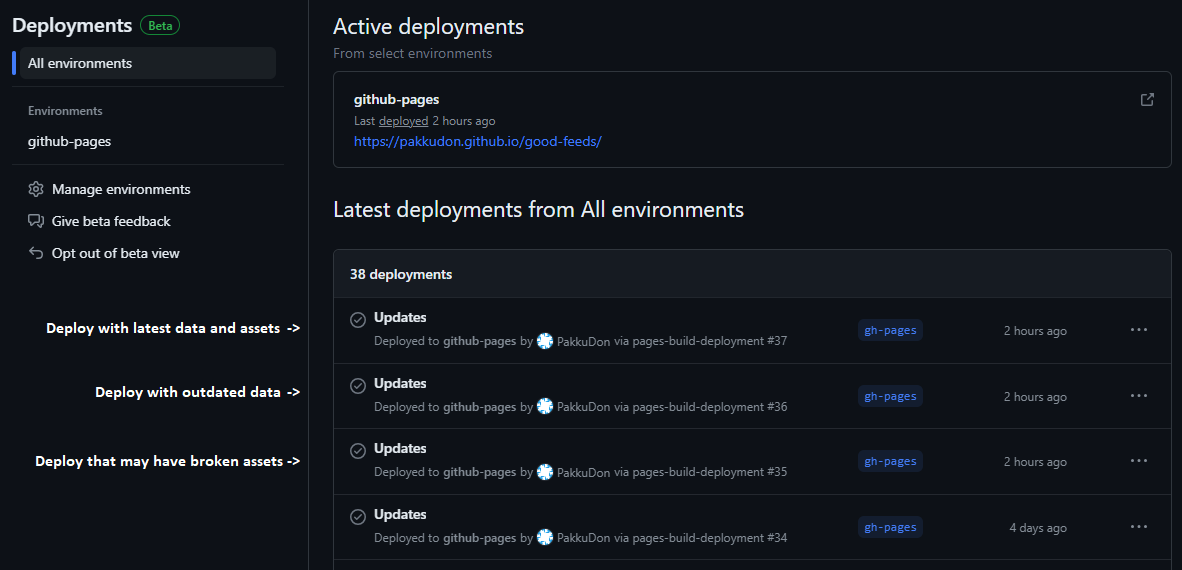 Deployments Beta
All environments
Environments
github-pages
Manage environments
Give beta feedback
Opt out of beta view
Deploy with latest data and assets ->
Deploy with outdated data ->
Deploy that may have broken assets ->
Active deployments
From select environments
github-pages
Last deployed 2 hours ago
https://pakkudon.github.io/good-feeds/
Latest deployments from All environments
38 deployments
Updates
Deployed to github-pages by PakkuDon via pages-build-deployment #37
gh-pages
2 hours ago
Updates
Deployed to github-pages by PakkuDon via pages-build-deployment #36
gh-pages
2 hours ago
Updates
Deployed to github-pages by PakkuDon via pages-build-deployment #35
gh-pages
2 hours ago
Updates
Deployed to github-pages by PakkuDon via pages-build-deployment #34
gh-pages
4 days ago